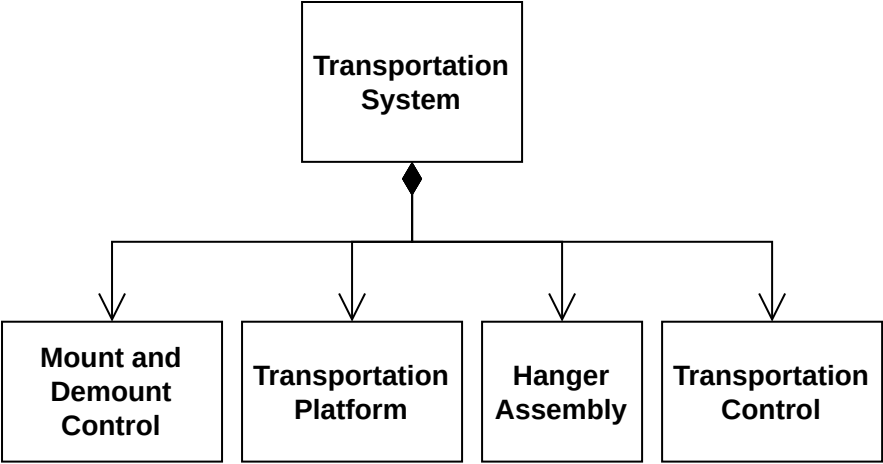 Transportation
System
Mount and
Demount
Control
Transportation
Platform
Hanger
Assembly
Transportation
Control